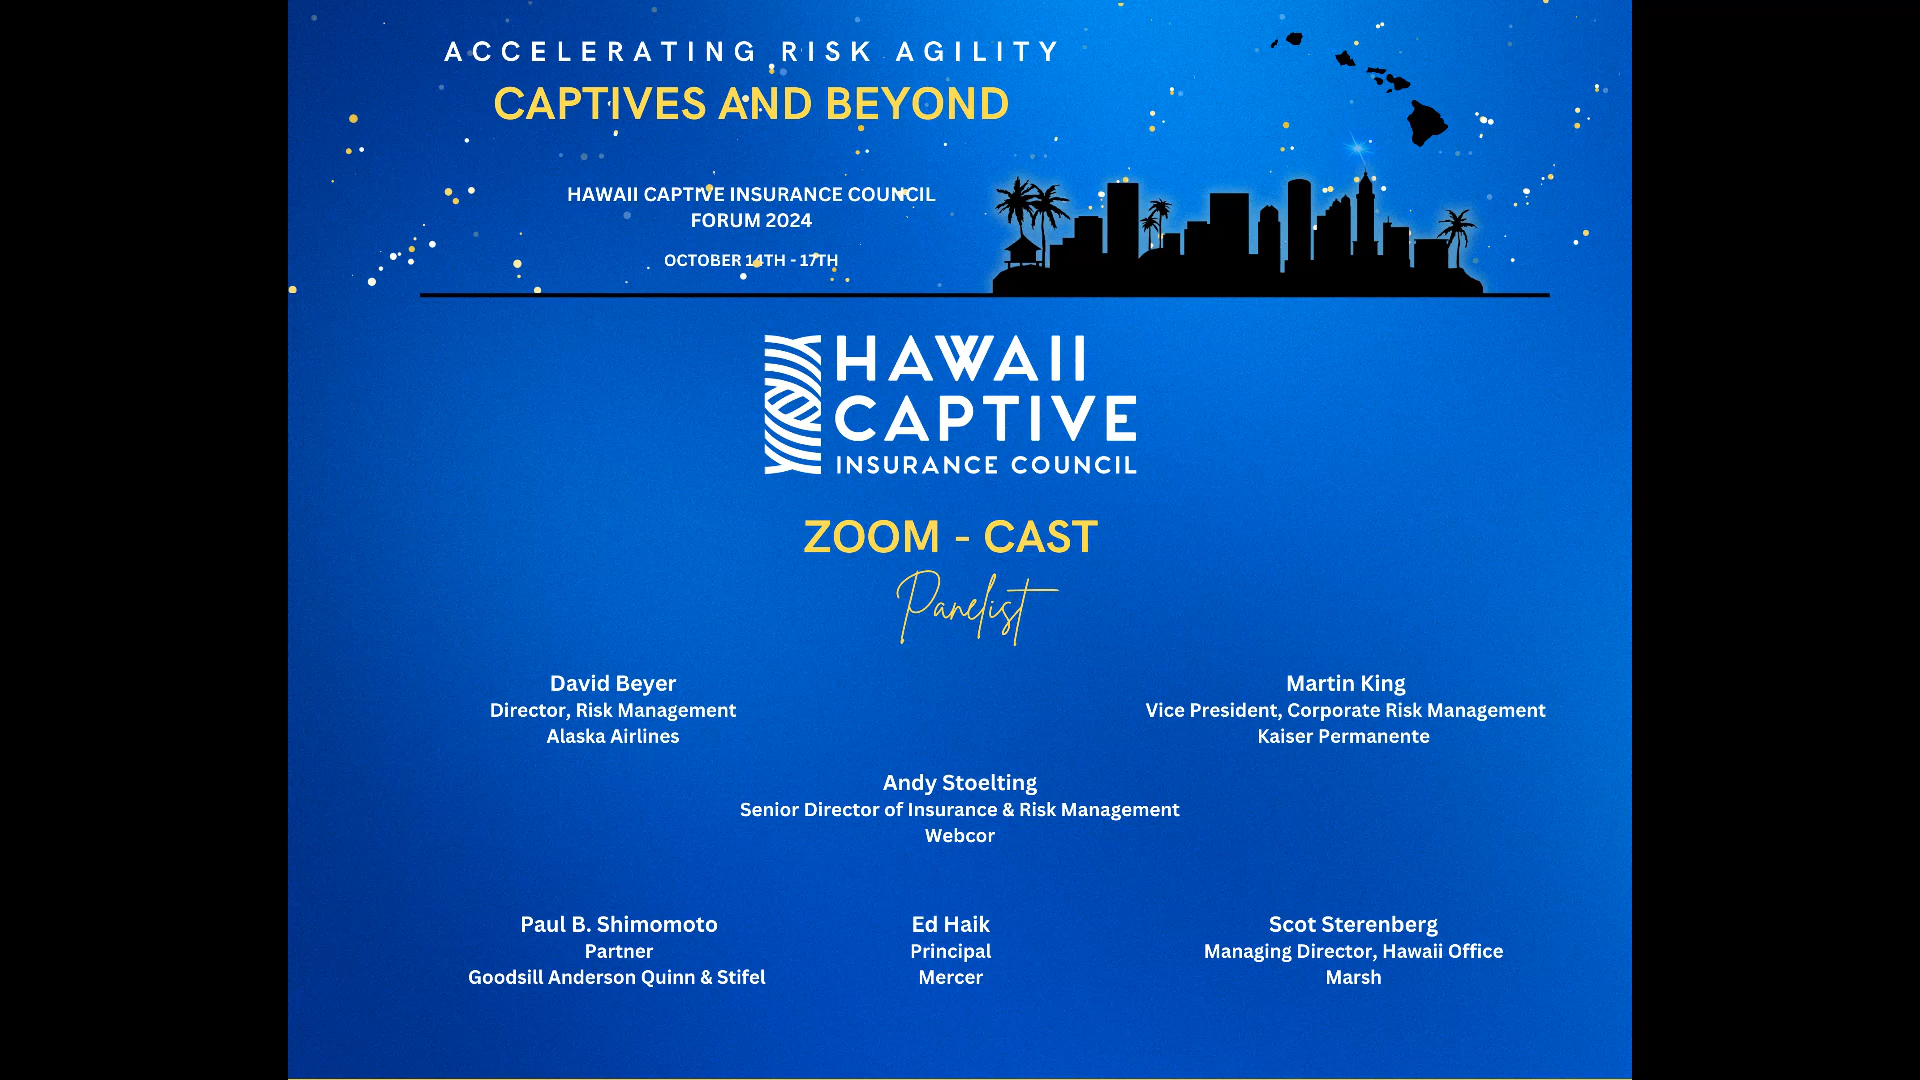 ACCELERATING RISK AGILITY
CAPTIVES AND BEYOND
HAWAII CAPTIVE INSURANCE COUNCIL
FORUM 2024
OCTOBER 14TH - 17TH
HAWAII
CAPTIVE
INSURANCE COUNCIL
ZOOM - CAST
Panelist
David Beyer
Director, Risk Management
Alaska Airlines
Martin King
Vice President, Corporate Risk Management
Kaiser Permanente
Andy Stoelting
Senior Director of Insurance & Risk Management
Webcor
Paul B. Shimomoto
Partner
Goodsill Anderson Quinn & Stifel
Ed Haik
Principal
Mercer
Scot Sterenberg
Managing Director, Hawaii Office
Marsh